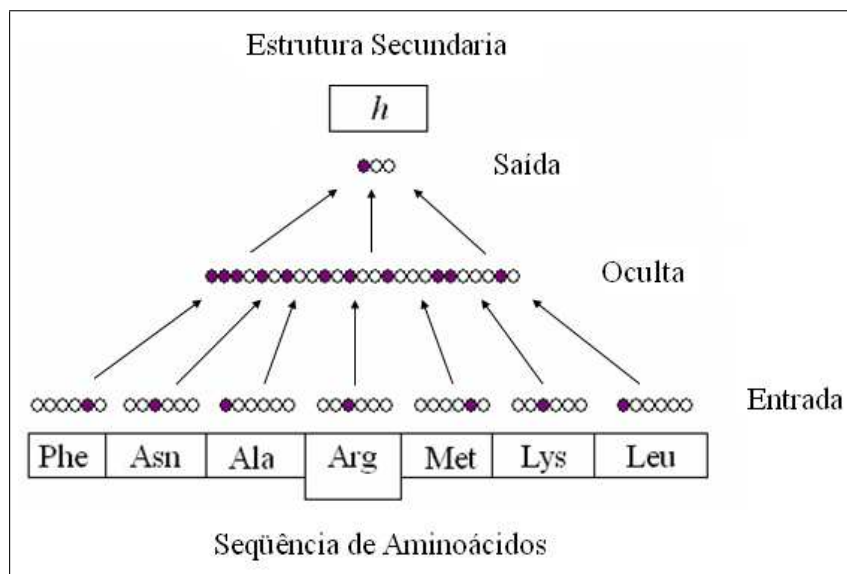 Estrutura Secundaria
h
Saída
Oculta
Entrada
Phe Asn Ala Arg Met Lys Leu
Seqüência de Aminoácidos